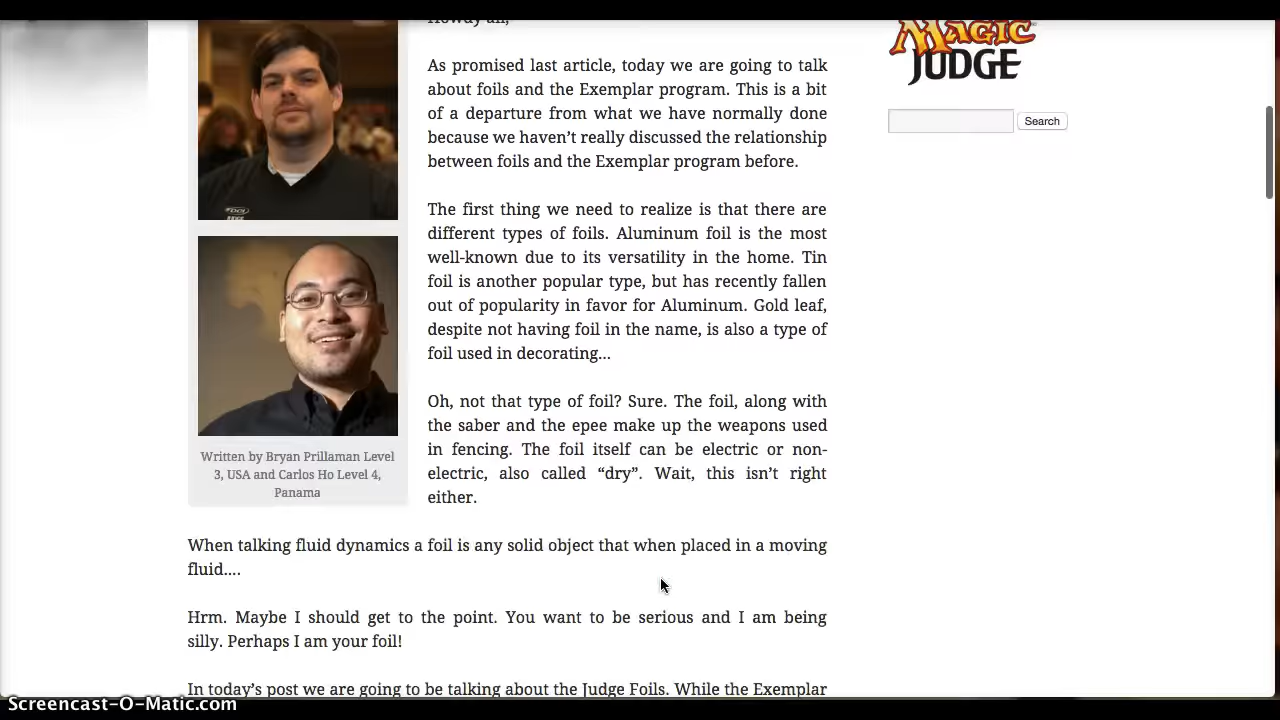 Howdy all,
MAGIC
JUDGE
As promised last article, today we are going to talk
about foils and the Exemplar program. This is a bit
of a departure from what we have normally done
because we haven’t really discussed the relationship
between foils and the Exemplar program before.
Search
The first thing we need to realize is that there are
different types of foils. Aluminum foil is the most
well-known due to its versatility in the home. Tin
foil is another popular type, but has recently fallen
out of popularity in favor for Aluminum. Gold leaf,
despite not having foil in the name, is also a type of
foil used in decorating...
Oh, not that type of foil? Sure. The foil, along with
the saber and the epee make up the weapons used
in fencing. The foil itself can be electric or non-
electric, also called “dry”. Wait, this isn’t right
either.
Written by Bryan Prillaman Level
3, USA and Carlos Ho Level 4,
Panama
When talking fluid dynamics a foil is any solid object that when placed in a moving
fluid....
Hrm. Maybe I should get to the point. You want to be serious and I am being
silly. Perhaps I am your foil!
In today’s post we are going to be talking about the Judge Foils. While the Exemplar
Screencast-O-Matic.com